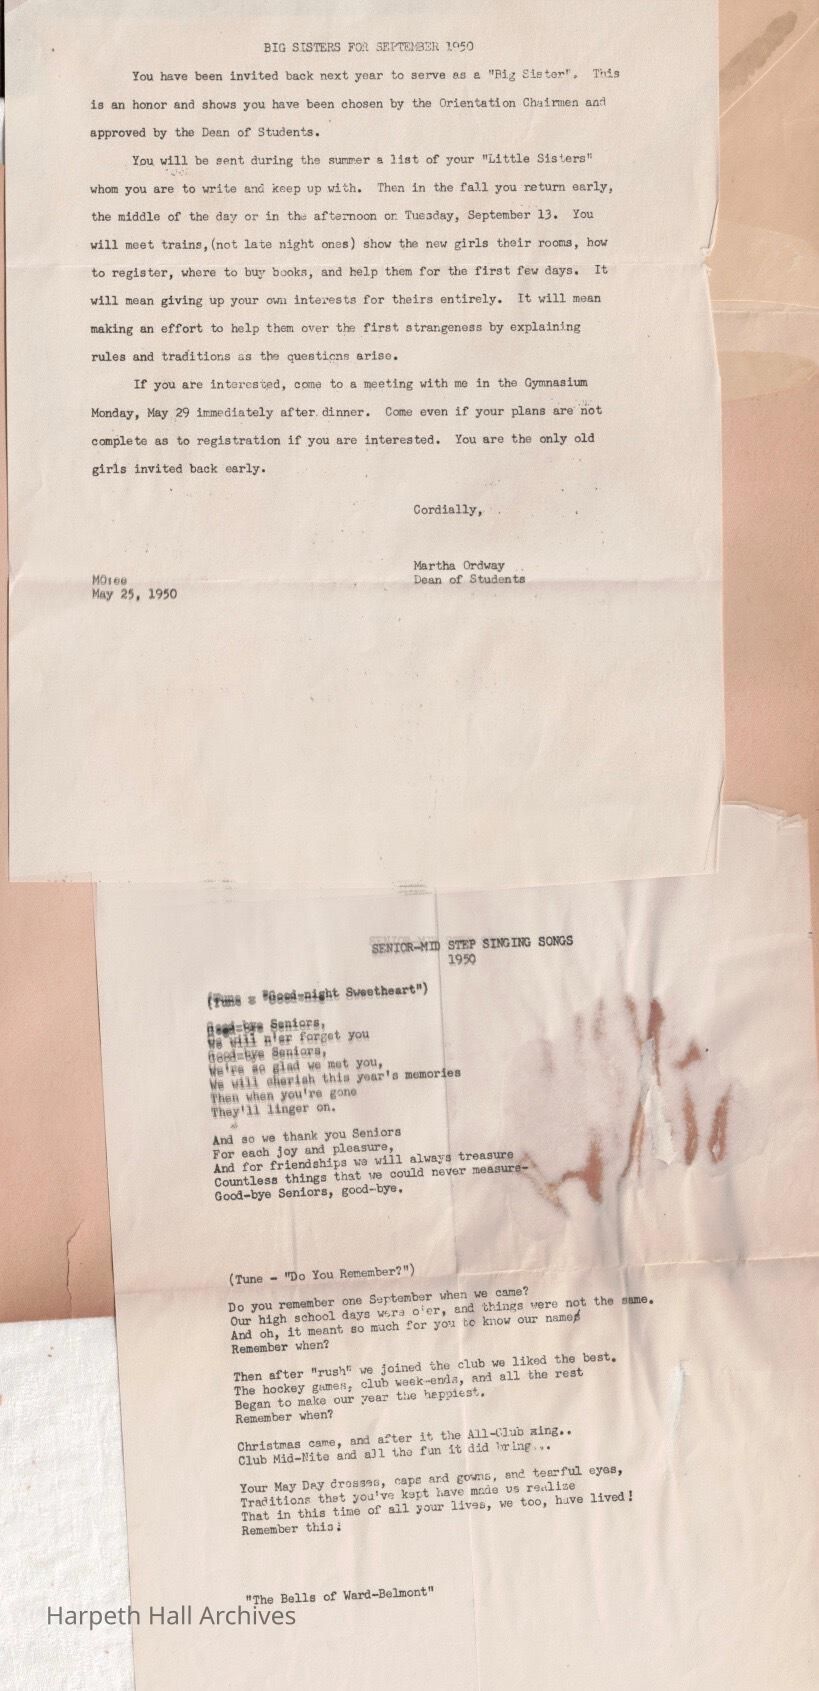 BIG SISTERS FOR SEPTEMBER 1950
You have been invited back next year to serve as a "Big Sister". This
is an honor and shows you have been chosen by the Orientation Chairmen and
approved by the Dean of Students.
You will be sent during the summer a list of your "Little Sisters"
whom you are to write and keep up with. Then in the fall you return early,
the middle of the day or in the afternoon on Tuesday, September 13. You
will meet trains,(not late night ones) show the new girls their rooms, how
to register, where to buy books, and help them for the first few days. It
will mean giving up your own interests for theirs entirely. It will mean
making an effort to help them over the first strangeness by explaining
rules and traditions as the questions arise.
If you are interested, come to a meeting with me in the Gymnasium
Monday, May 29 immediately after dinner. Come even if your plans are not
complete as to registration if you are interested. You are the only old
girls invited back early.
Cordially,
Martha Ordway
Dean of Students
MO:ee
May 25, 1950
SENIOR-MID STEP SINGING SONGS
1950
(Tune = "Good-night Sweetheart")
Good-bye Seniors,
We will n'er forget you
Good-bye Seniors,
We're so glad we met you,
We will cherish this year's memories
Then when you're gone
They'll linger on.
And so we thank you Seniors
For each joy and pleasure,
And for friendships we will always treasure
Countless things that we could never measure-
Good-bye Seniors, good-bye.
(Tune - "Do You Remember?")
Do you remember one September when we came?
Our high school days were o'er, and things were not the same.
And oh, it meant so much for you to know our name
Remember when?
Then after "rush" we joined the club we liked the best.
The hockey games, club week-ends, and all the rest
Began to make our year the happiest.
Remember when?
Christmas came, and after it the All-Club sing..
Club Mid-Nite and all the fun it did bring...
Your May Day dresses, caps and gowns, and tearful eyes,
Traditions that you've kept have made us realize
That in this time of all your lives, we too, have lived!
Remember this!
"The Bells of Ward-Belmont"
Harpeth Hall Archives